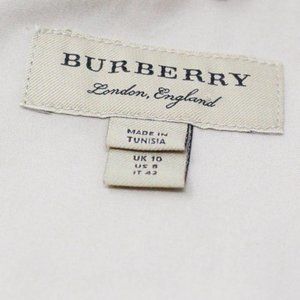 BURBERRY
London, England
MADE IN
TUNISIA
UK 10
US 8
IT 42